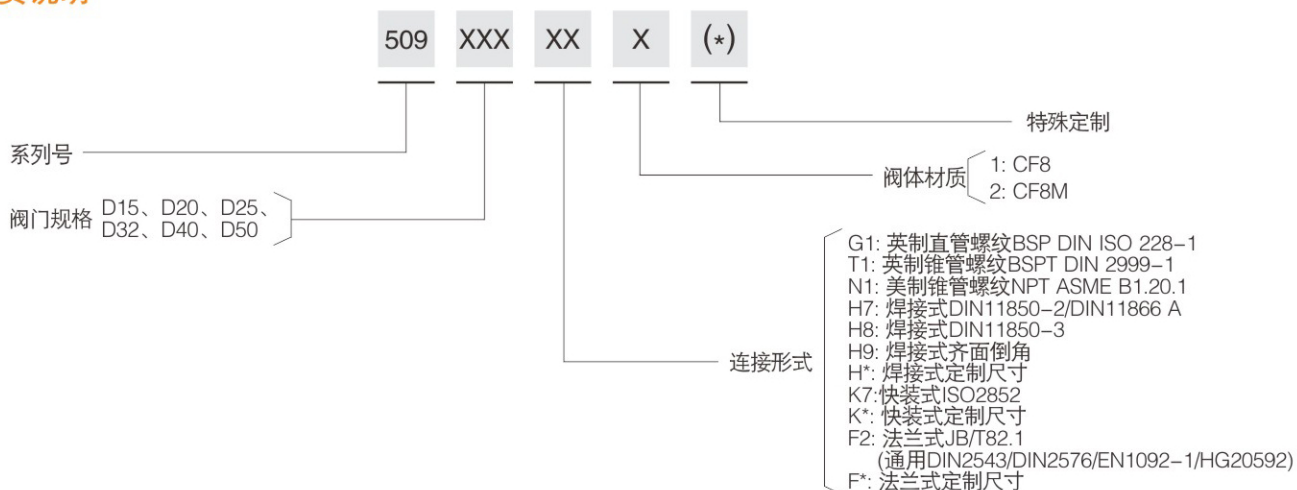 说明
509 XXX XX X (*)
特殊定制
系列号
阀体材质
1: CF8
2: CF8M
阀门规格
D15、D20、D25、
D32、D40、D50
连接形式
G1: 英制直管螺纹BSP DIN ISO 228-1
T1: 英制锥管螺纹BSPT DIN 2999-1
N1: 美制锥管螺纹NPT ASME B1.20.1
H7: 焊接式DIN11850-2/DIN11866 A
H8: 焊接式DIN11850-3
H9: 焊接式齐面倒角
H*: 焊接式定制尺寸
K7:快装式ISO2852
K*: 快装式定制尺寸
F2: 法兰式JB/T82.1
(通用DIN2543/DIN2576/EN1092-1/HG20592)
F*: 法兰式定制尺寸